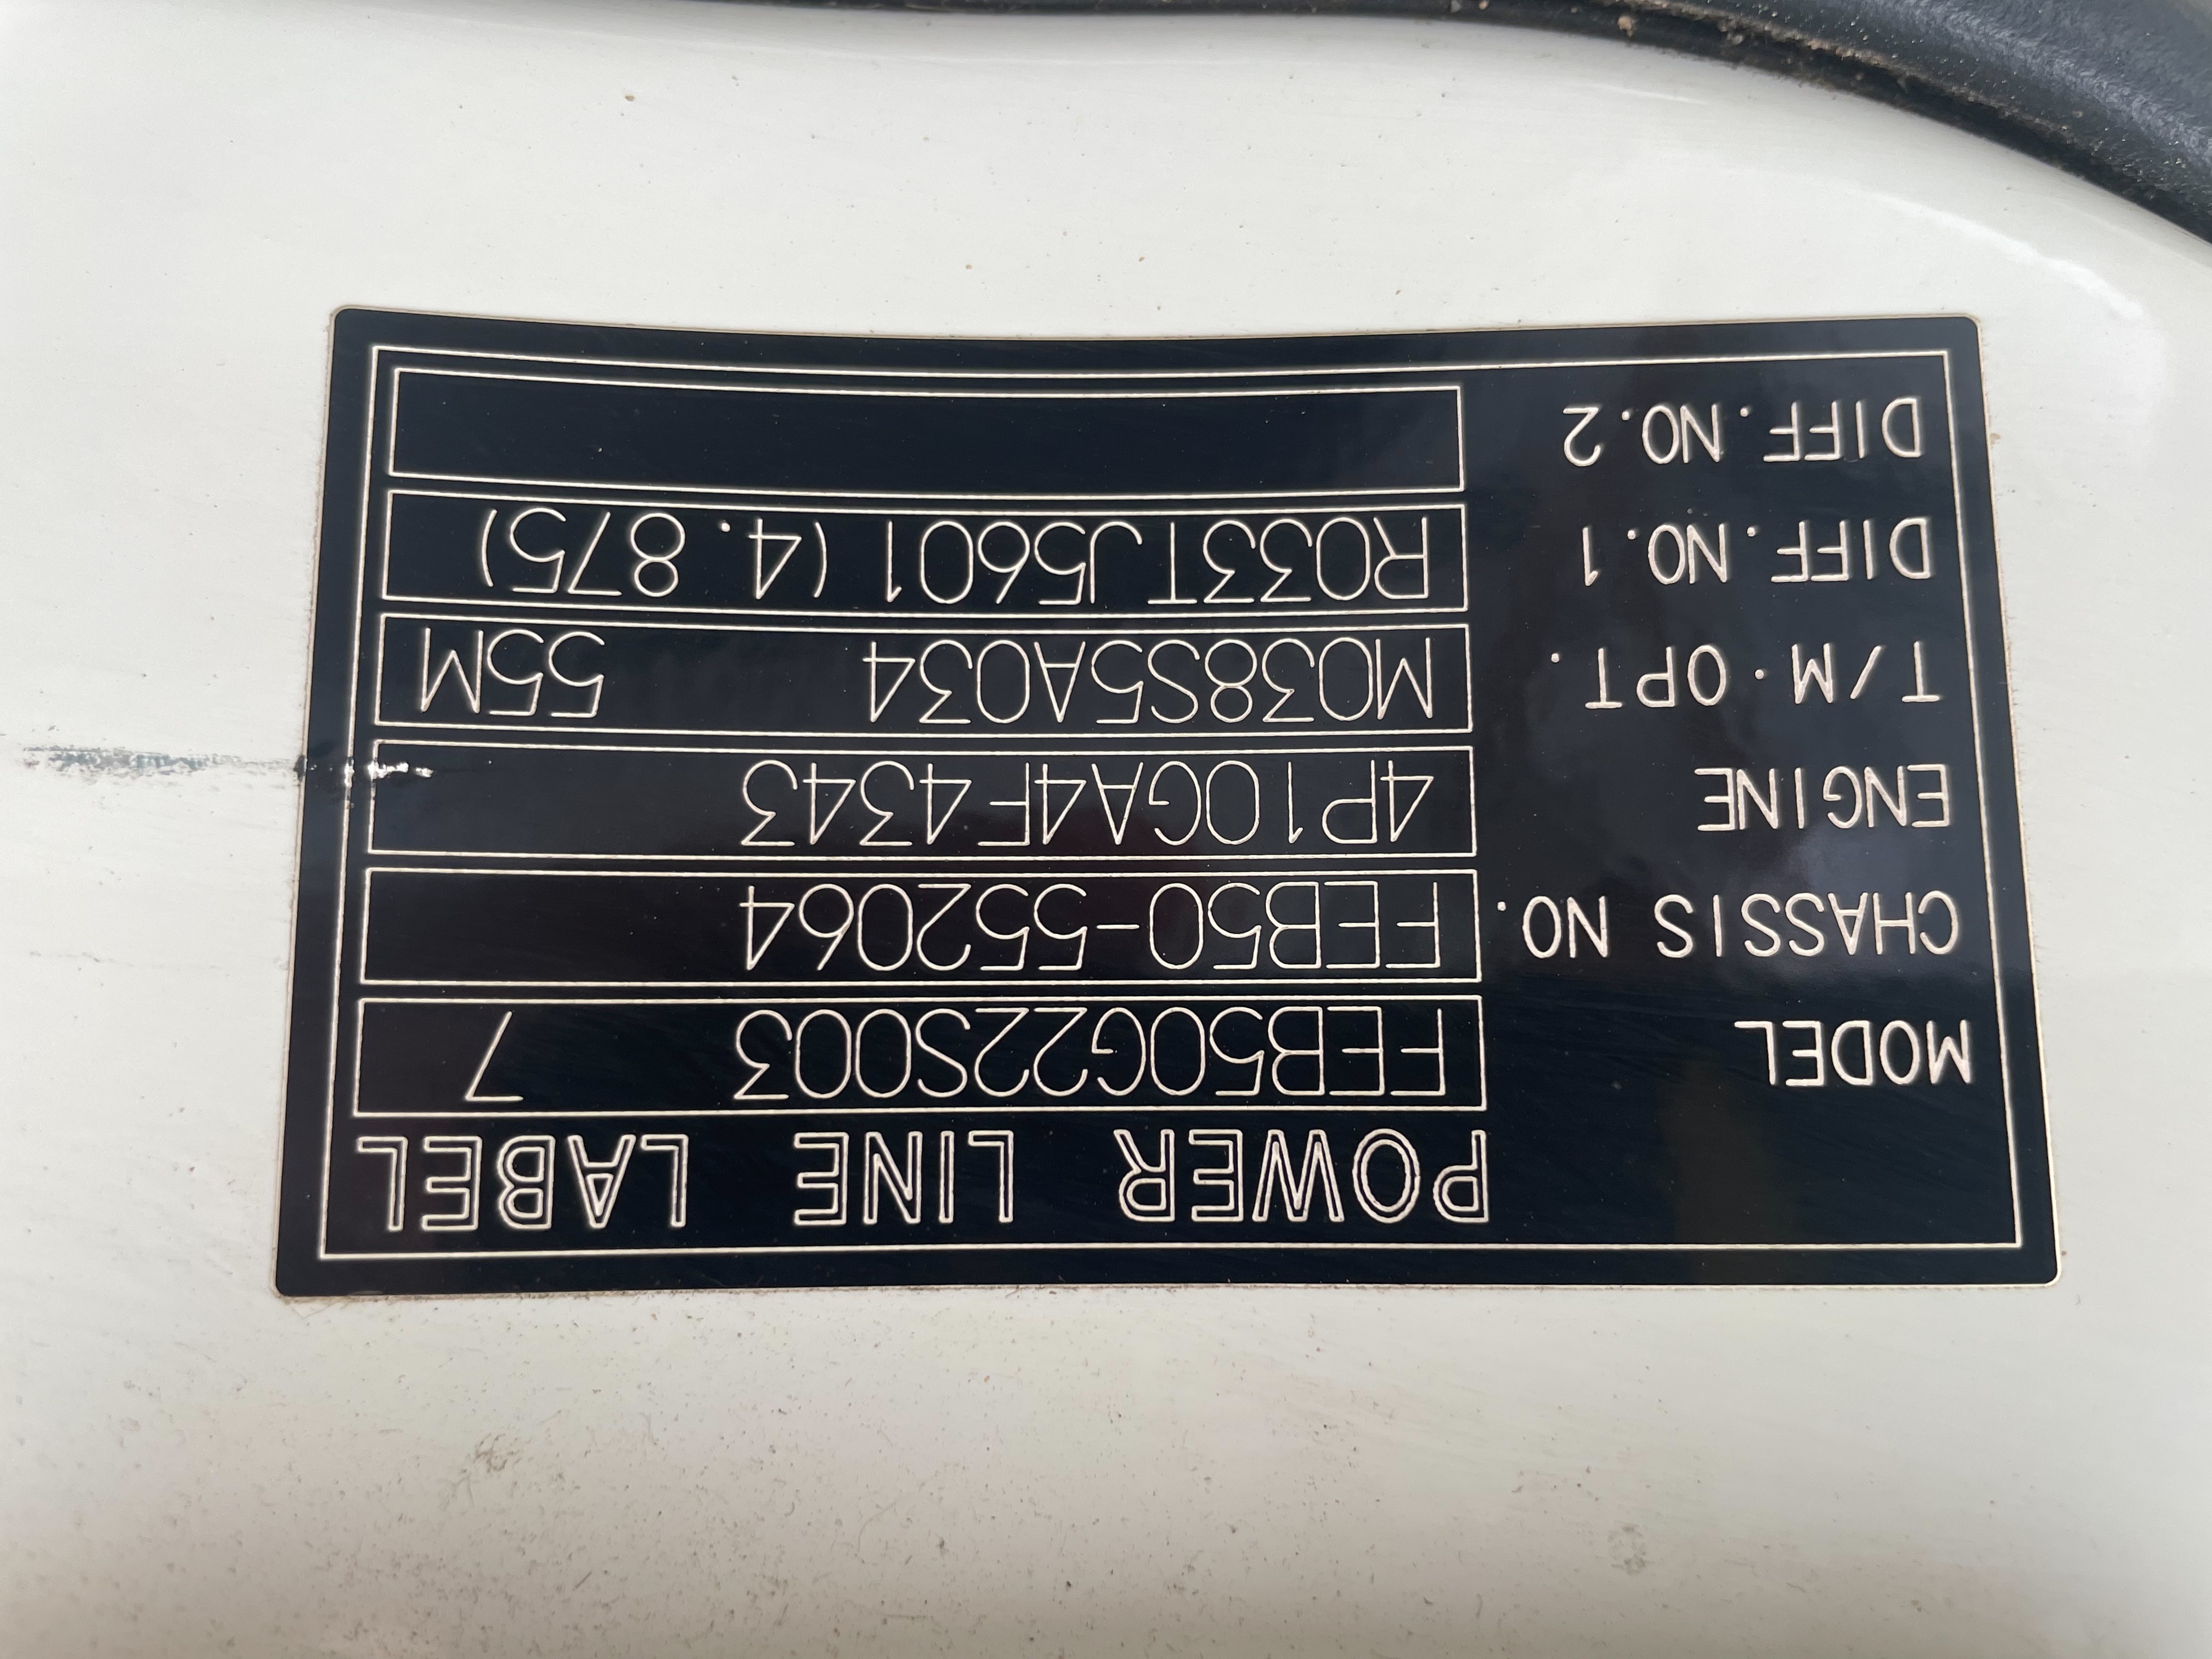 POWER LINE LABEL
MODEL FEB50G22S003 7
CHASSIS NO. FEB50-552064
ENGINE 4P10GA4F4343
T/M·OPT. M038S5A034 55M
DIFF.NO.1 R033TJ5601(4.875)
DIFF.NO.2